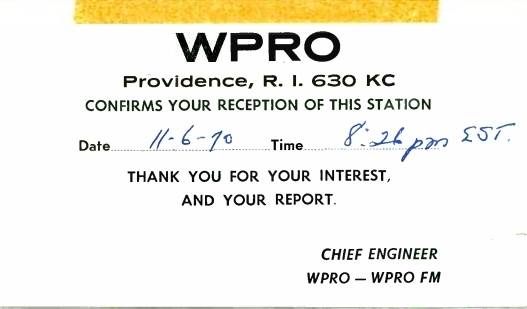 WPRO
Providence, R. I. 630 KC
CONFIRMS YOUR RECEPTION OF THIS STATION
Date 11-6-70 Time 8:26 pm EST.
THANK YOU FOR YOUR INTEREST,
AND YOUR REPORT.
CHIEF ENGINEER
WPRO — WPRO FM